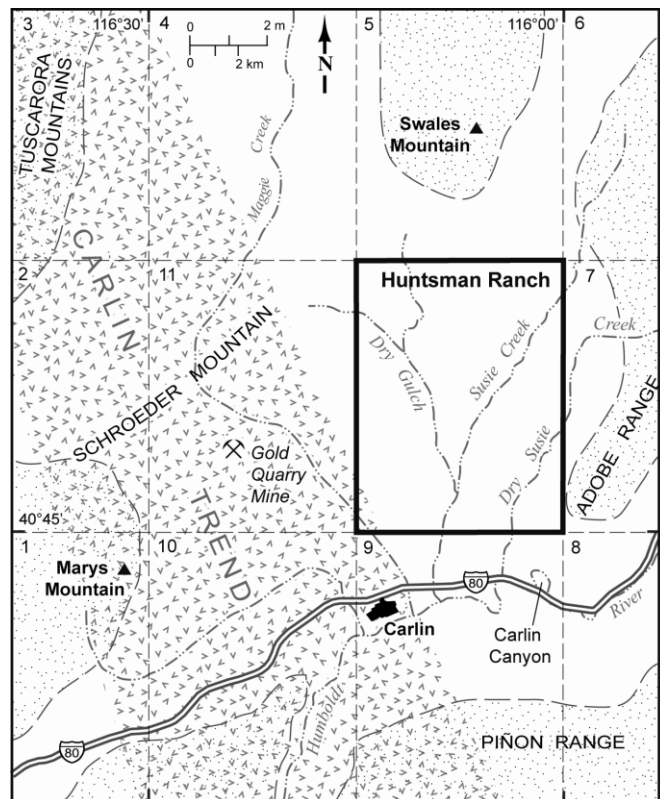 3
116°30'
4
0 2 m
0 2 km
N
5
116°00'
6
TUSCARORA
MOUNTAINS
Maggie Creek
Swales
Mountain
CARLIN
2
11
Huntsman Ranch
7
SCHROEDER MOUNTAIN
Dry Gulch
Susie Creek
Creek
Dry Susie
ADOBE RANGE
Gold
Quarry
Mine
TREND
40°45'
1
10
9
8
Marys
Mountain
80
Carlin
Carlin
Canyon
River
Humboldt
80
PIÑON RANGE